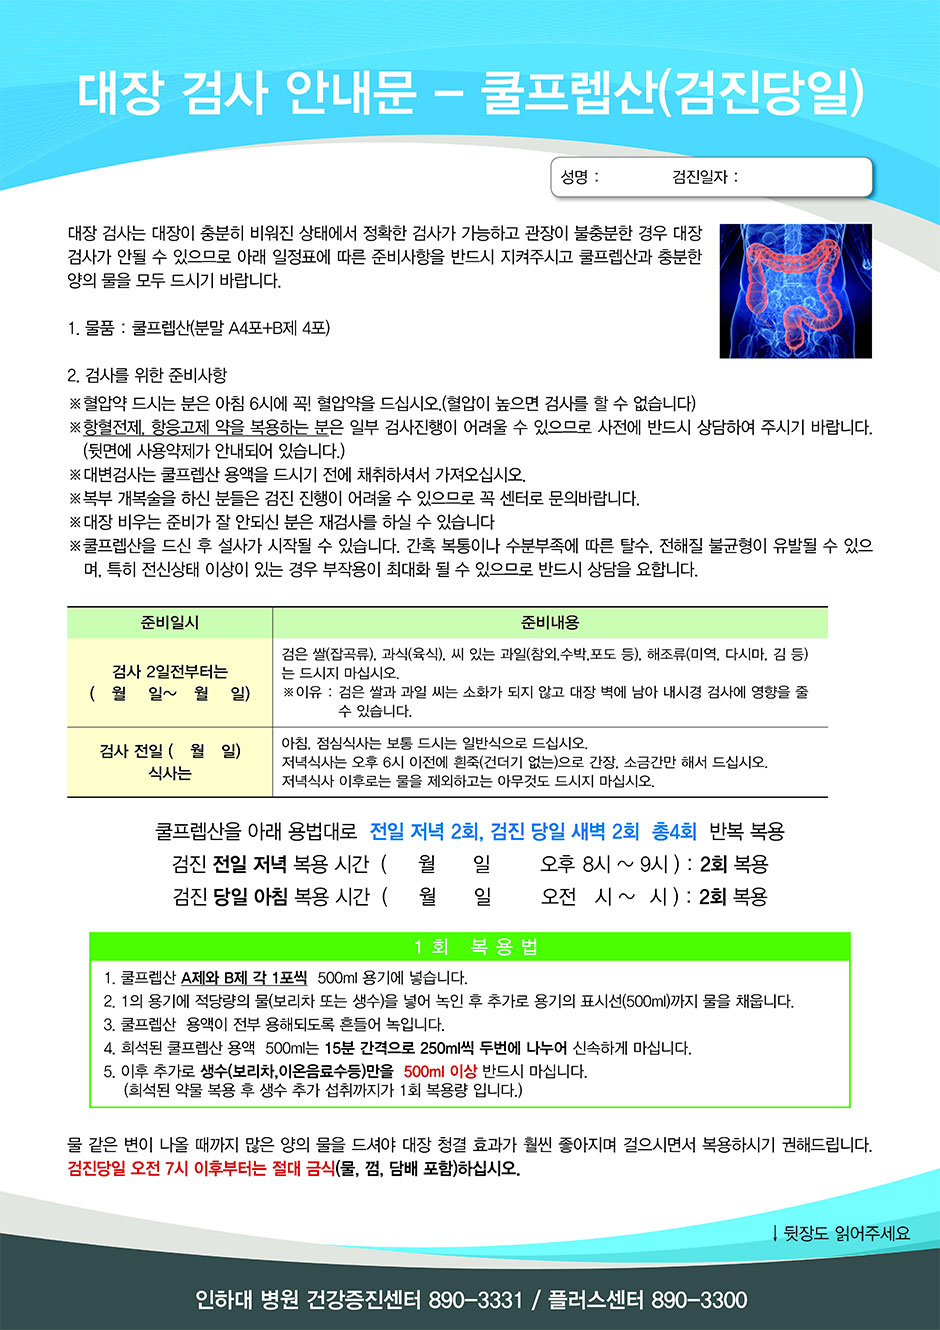 대장 검사 안내문 - 쿨프렙산(검진당일)
성명 : 검진일자 :
대장 검사는 대장이 충분히 비워진 상태에서 정확한 검사가 가능하고 관장이 불충분한 경우 대장
검사가 안될 수 있으므로 아래 일정표에 따른 준비사항을 반드시 지켜주시고 쿨프렙산과 충분한
양의 물을 모두 드시기 바랍니다.
1. 물품 : 쿨프렙산(분말 A4포+B제 4포)
2. 검사를 위한 준비사항
※혈압약 드시는 분은 아침 6시에 꼭! 혈압약을 드십시오.(혈압이 높으면 검사를 할 수 없습니다)
※항혈전제, 항응고제 약을 복용하는 분은 일부 검사진행이 어려울 수 있으므로 사전에 반드시 상담하여 주시기 바랍니다.
(뒷면에 사용약제가 안내되어 있습니다.)
※대변검사는 쿨프렙산 용액을 드시기 전에 채취하셔서 가져오십시오.
※복부 개복술을 하신 분들은 검진 진행이 어려울 수 있으므로 꼭 센터로 문의바랍니다.
※대장 비우는 준비가 잘 안되신 분은 재검사를 하실 수 있습니다
※쿨프렙산을 드신 후 설사가 시작될 수 있습니다. 간혹 복통이나 수분부족에 따른 탈수, 전해질 불균형이 유발될 수 있으
며, 특히 전신상태 이상이 있는 경우 부작용이 최대화 될 수 있으므로 반드시 상담을 요합니다.
준비일시 준비내용
검사 2일전부터는
( 월 일~ 월 일)
검은 쌀(잡곡류), 과식(육식), 씨 있는 과일(참외,수박,포도 등), 해조류(미역, 다시마, 김 등)
는 드시지 마십시오.
※이유 : 검은 쌀과 과일 씨는 소화가 되지 않고 대장 벽에 남아 내시경 검사에 영향을 줄
수 있습니다.
검사 전일 ( 월 일)
식사는
아침, 점심식사는 보통 드시는 일반식으로 드십시오.
저녁식사는 오후 6시 이전에 흰죽(건더기 없는)으로 간장, 소금간만 해서 드십시오.
저녁식사 이후로는 물을 제외하고는 아무것도 드시지 마십시오.
쿨프렙산을 아래 용법대로 전일 저녁 2회, 검진 당일 새벽 2회 총4회 반복 복용
검진 전일 저녁 복용 시간 ( 월 일 오후 8시 ~ 9시 ) : 2회 복용
검진 당일 아침 복용 시간 ( 월 일 오전 시 ~ 시 ) : 2회 복용
1회 복용법
1. 쿨프렙산 A제와 B제 각 1포씩 500ml 용기에 넣습니다.
2. 1의 용기에 적당량의 물(보리차 또는 생수)을 넣어 녹인 후 추가로 용기의 표시선(500ml)까지 물을 채웁니다.
3. 쿨프렙산 용액이 전부 용해되도록 흔들어 녹입니다.
4. 희석된 쿨프렙산 용액 500ml는 15분 간격으로 250ml씩 두번에 나누어 신속하게 마십니다.
5. 이후 추가로 생수(보리차,이온음료수등)만을 500ml 이상 반드시 마십니다.
(희석된 약물 복용 후 생수 추가 섭취까지가 1회 복용량 입니다.)
물 같은 변이 나올 때까지 많은 양의 물을 드셔야 대장 청결 효과가 훨씬 좋아지며 걸으시면서 복용하시기 권해드립니다.
검진당일 오전 7시 이후부터는 절대 금식(물, 껌, 담배 포함)하십시오.
↓ 뒷장도 읽어주세요
인하대 병원 건강증진센터 890-3331 / 플러스센터 890-3300